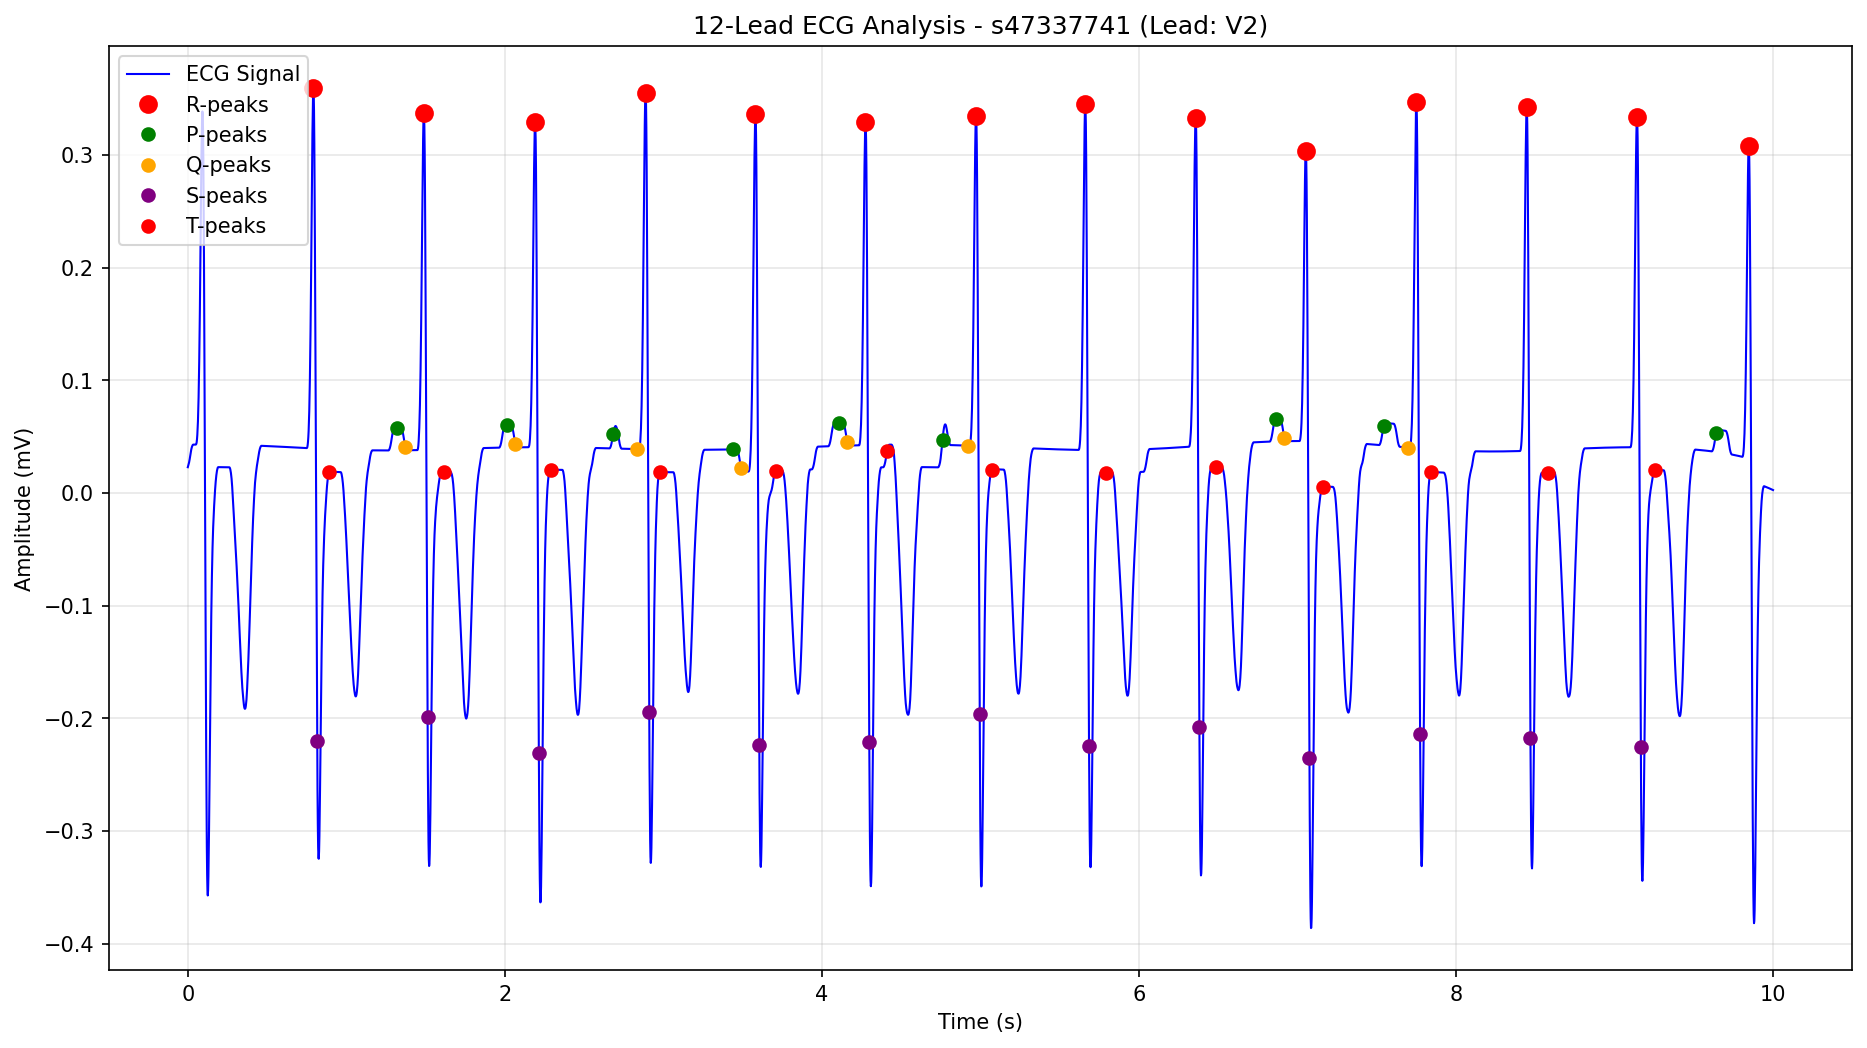 12-Lead ECG Analysis - s47337741 (Lead: V2)
ECG Signal
R-peaks
P-peaks
Q-peaks
S-peaks
T-peaks
Amplitude (mV)
0.3
0.2
0.1
0.0
−0.1
−0.2
−0.3
−0.4
0 2 4 6 8 10
Time (s)